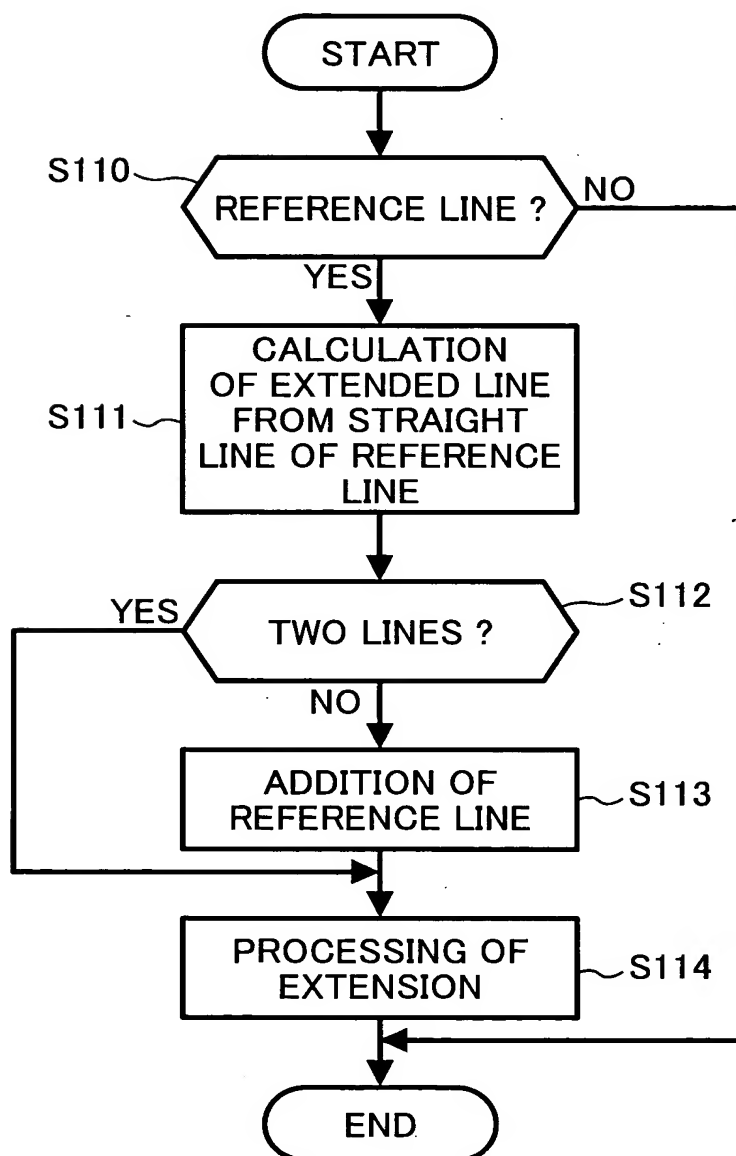 START
S110
REFERENCE LINE ?
NO
YES
CALCULATION
OF EXTENDED LINE
FROM STRAIGHT
LINE OF REFERENCE
LINE
S111
YES
TWO LINES ?
S112
NO
ADDITION OF
REFERENCE LINE
S113
PROCESSING OF
EXTENSION
S114
END